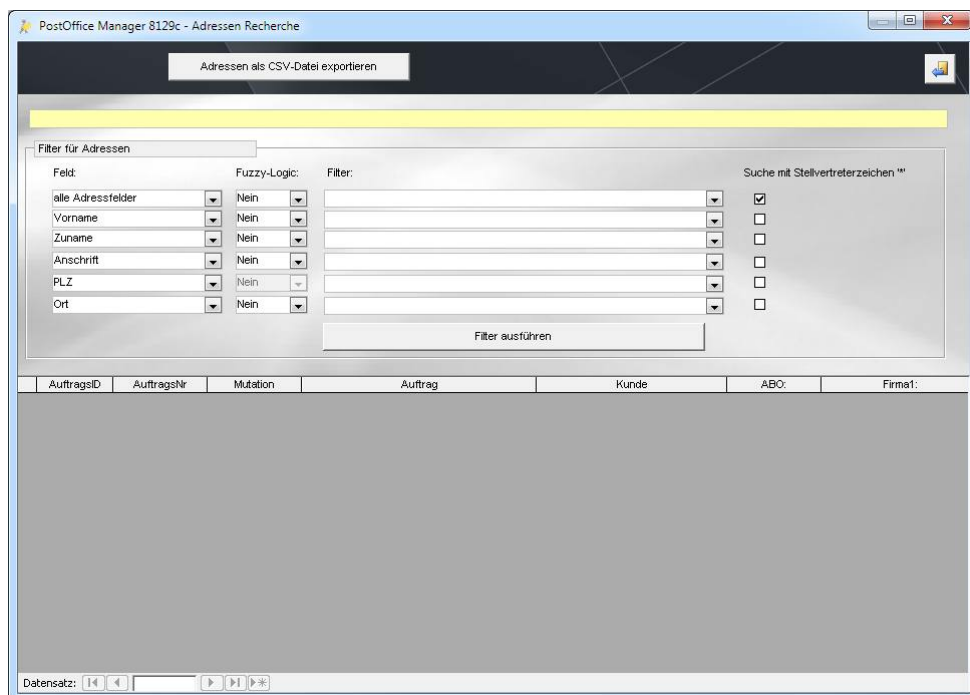 PostOffice Manager 8129c - Adressen Recherche
Adressen als CSV-Datei exportieren
Filter für Adressen
Feld: Fuzzy-Logic: Filter: Suche mit Stellvertreterzeichen '*'
alle Adressfelder Nein
Vorname Nein
Zuname Nein
Anschrift Nein
PLZ Nein
Ort Nein
Filter ausführen
AuftragsID AuftragsNr Mutation Auftrag Kunde ABO: Firma1:
Datensatz: